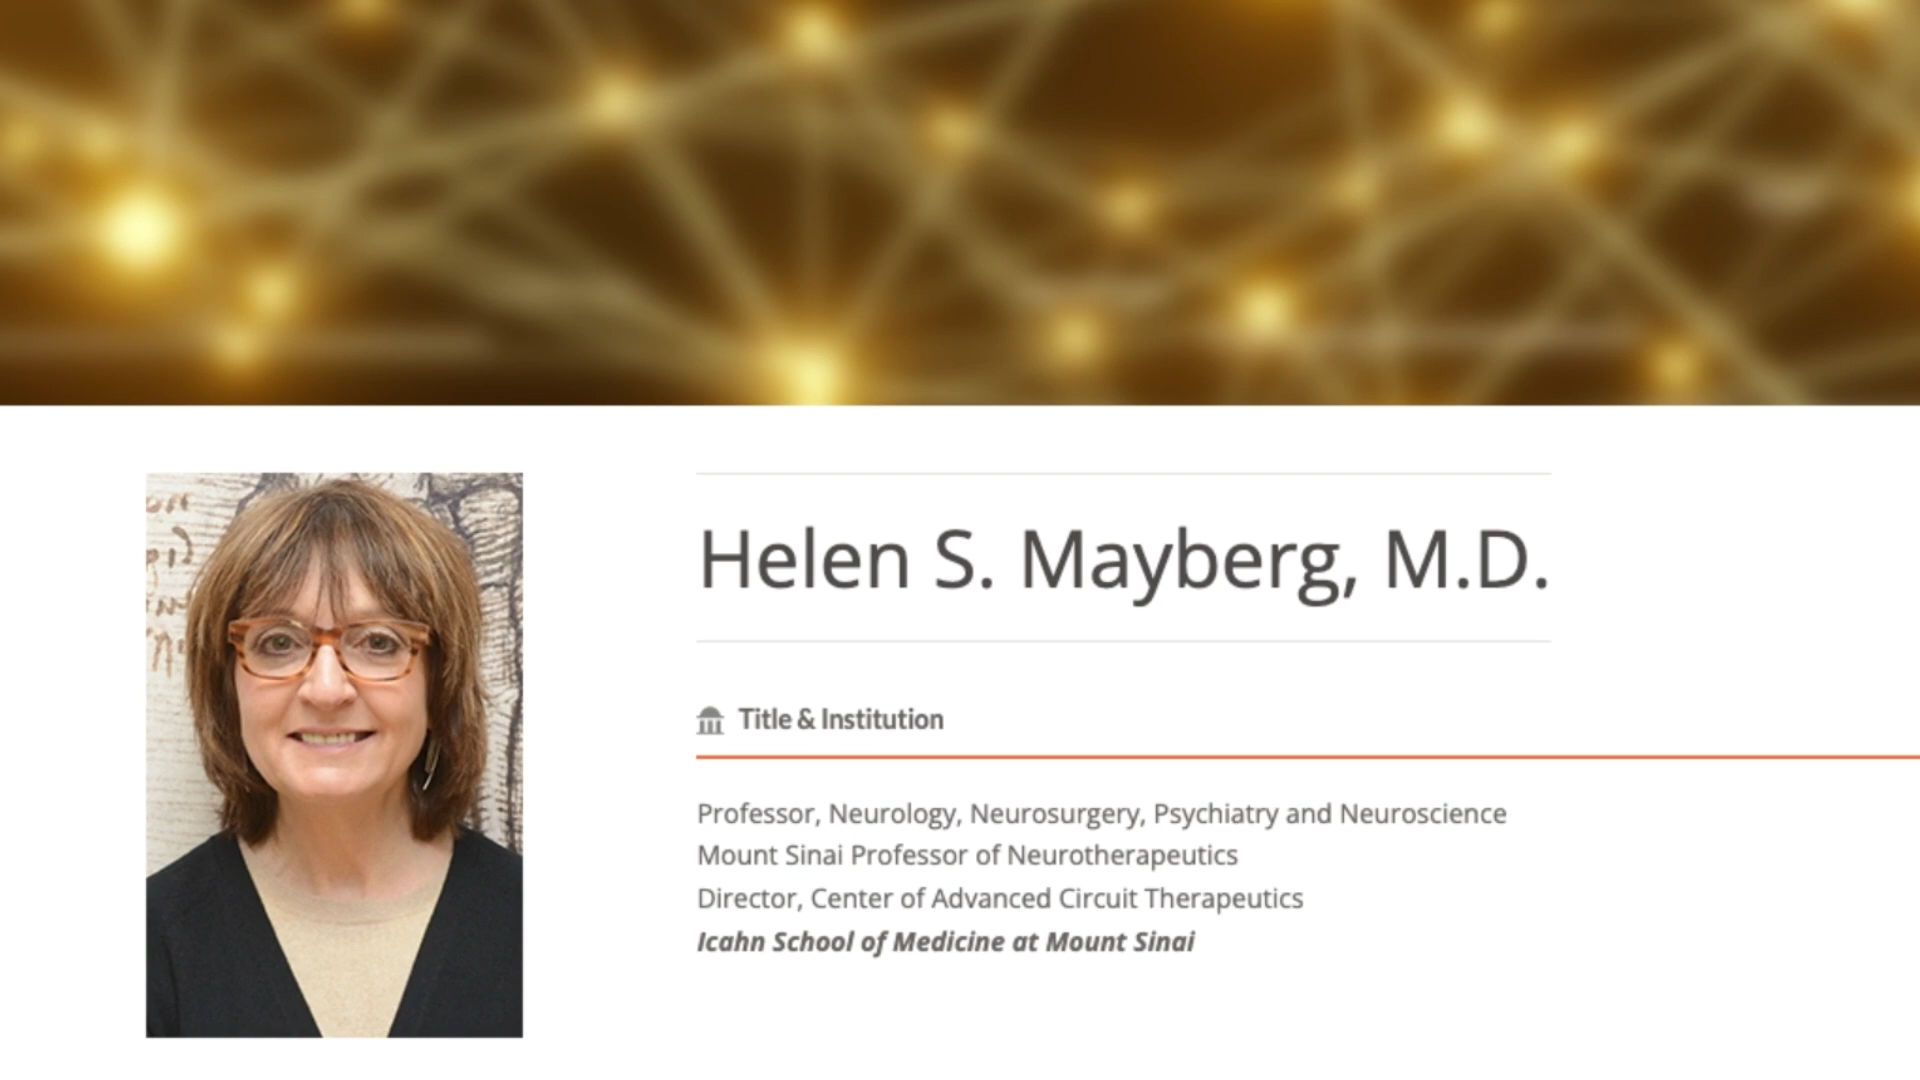 Helen S. Mayberg, M.D.
Title & Institution
Professor, Neurology, Neurosurgery, Psychiatry and Neuroscience
Mount Sinai Professor of Neurotherapeutics
Director, Center of Advanced Circuit Therapeutics
Icahn School of Medicine at Mount Sinai